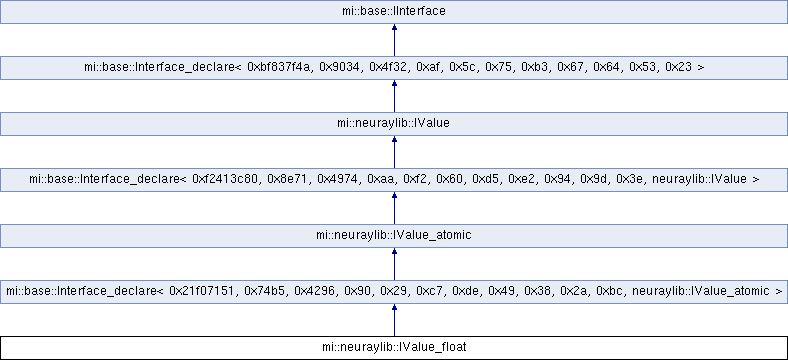 mi::base::IInterface
mi::base::Interface_declare< 0xbf837f4a, 0x9034, 0x4f32, 0xaf, 0x5c, 0x75, 0xb3, 0x67, 0x64, 0x53, 0x23 >
mi::neuraylib::IValue
mi::base::Interface_declare< 0xf2413c80, 0x8e71, 0x4974, 0xaa, 0xf2, 0x60, 0xd5, 0xe2, 0x94, 0x9d, 0x3e, neuraylib::IValue >
mi::neuraylib::IValue_atomic
mi::base::Interface_declare< 0x21f07151, 0x74b5, 0x4296, 0x90, 0x29, 0xc7, 0xde, 0x49, 0x38, 0x2a, 0xbc, neuraylib::IValue_atomic >
mi::neuraylib::IValue_float